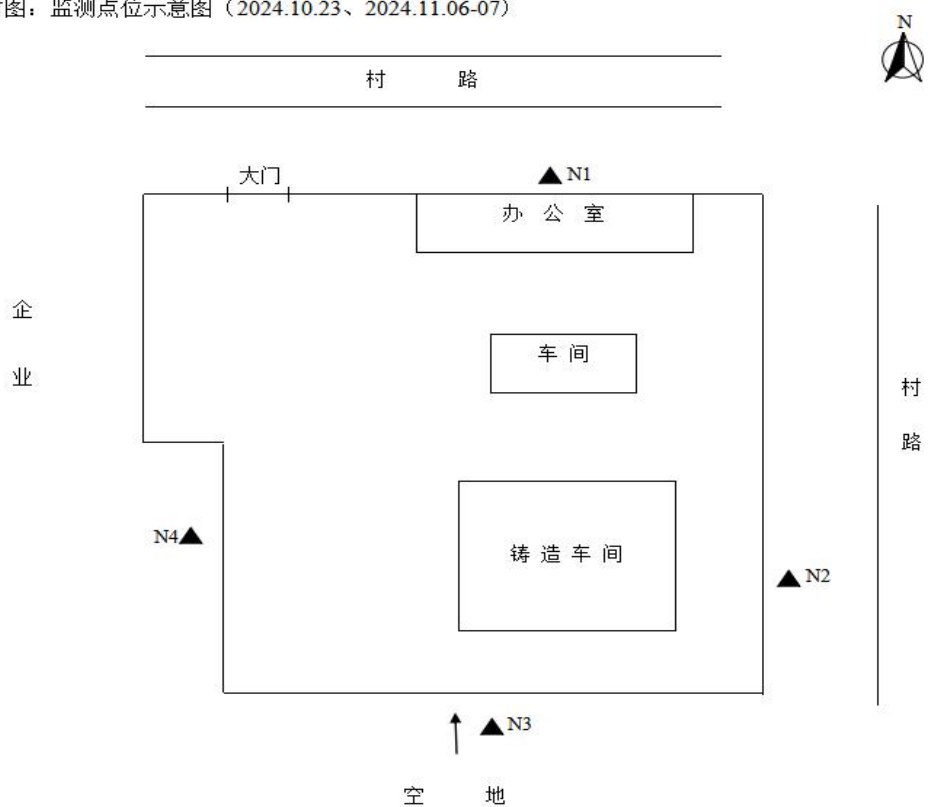 图：监测点位示意图（2024.10.23、2024.11.06-07）
N
村 路
大门
N1
办 公 室
企
业
车 间
村
路
N4
铸 造 车 间
N2
N3
空 地